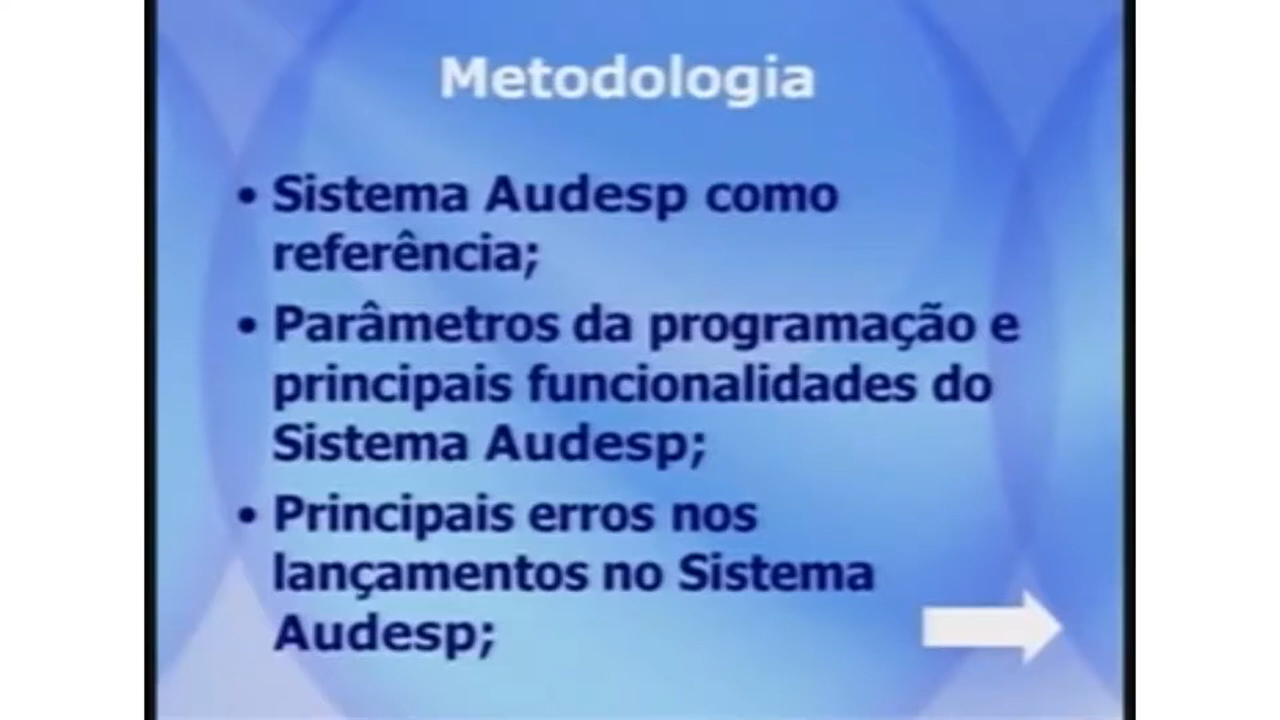 Metodologia
• Sistema Audesp como
referência;
• Parâmetros da programação e
principais funcionalidades do
Sistema Audesp;
• Principais erros nos
lançamentos no Sistema
Audesp;